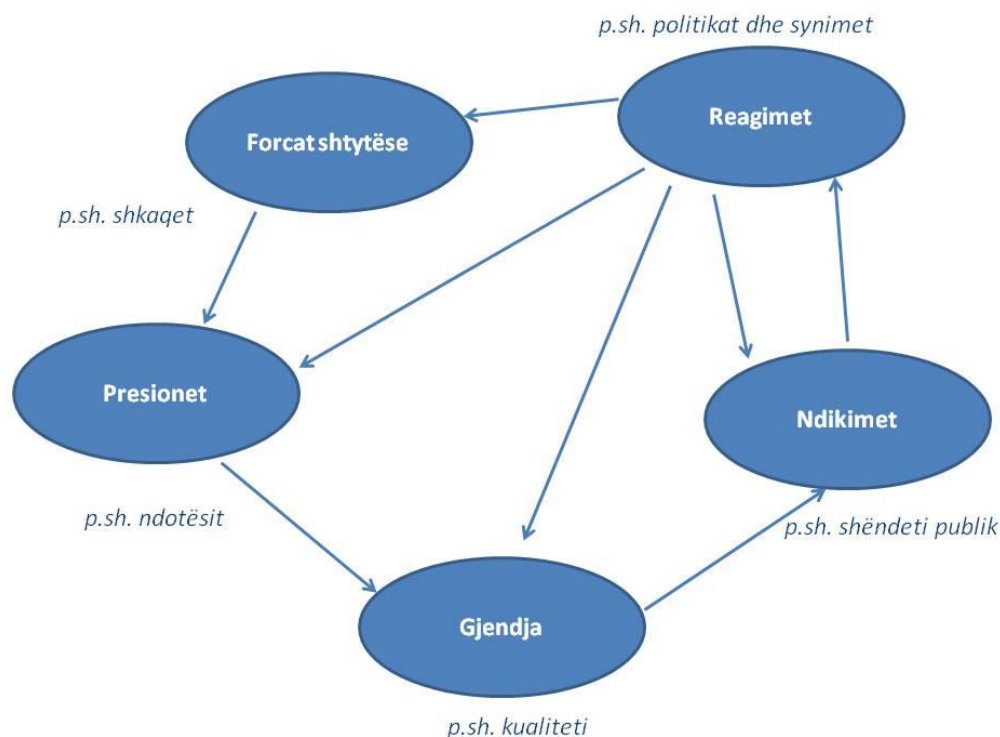 p.sh. politikat dhe synimet
Reagimet
Forcat shtytëse
p.sh. shkaqet
Presionet
Ndikimet
p.sh. ndotësit
p.sh. shëndeti publik
Gjendja
p.sh. kualiteti